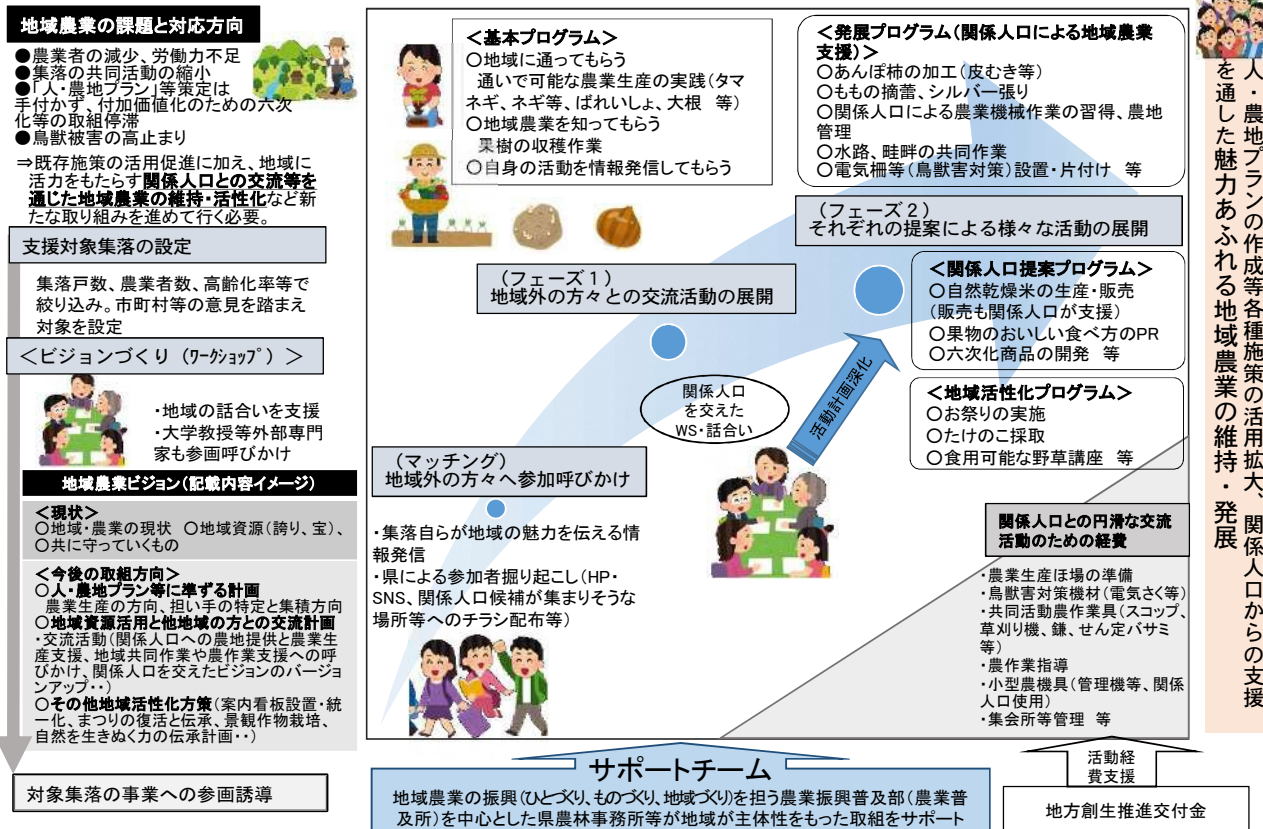 地域農業の課題と対応方向
●農業者の減少、労働力不足
●集落の共同活動の縮小
●「人・農地プラン」等策定は
手付かず、付加価値化のための六次
化等の取組停滞
●鳥獣被害の高止まり
⇒既存施策の活用促進に加え、地域に
活力をもたらす関係人口との交流等を
通じた地域農業の維持・活性化など新
たな取り組みを進めて行く必要。
支援対象集落の設定
集落戸数、農業者数、高齢化率等で
絞り込み。市町村等の意見を踏まえ
対象を設定
＜ビジョンづくり（ﾜｰｸｼｮｯﾌﾟ）＞
・地域の話合いを支援
・大学教授等外部専門
家も参画呼びかけ
地域農業ビジョン（記載内容イメージ）
＜現状＞
○地域・農業の現状 ○地域資源（誇り、宝）、
○共に守っていくもの
＜今後の取組方向＞
○人・農地プラン等に準ずる計画
農業生産の方向、担い手の特定と集積方向
○地域資源活用と他地域の方との交流計画
・交流活動（関係人口への農地提供と農業生
産支援、地域共同作業や農作業支援への呼
びかけ、関係人口を交えたビジョンのバージョ
ンアップ・・）
○その他地域活性化方策（案内看板設置・統
一化、まつりの復活と伝承、景観作物栽培、
自然を生きぬく力の伝承計画・・）
対象集落の事業への参画誘導
＜基本プログラム＞
○地域に通ってもらう
通いで可能な農業生産の実践（タマ
ネギ、ネギ等、ばれいしょ、大根 等）
○地域農業を知ってもらう
果樹の収穫作業
○自身の活動を情報発信してもらう
＜発展プログラム（関係人口による地域農業
支援）＞
○あんぽ柿の加工（皮むき等）
○ももの摘蕾、シルバー張り
○関係人口による農業機械作業の習得、農地
管理
○水路、畦畔の共同作業
○電気柵等（鳥獣害対策）設置・片付け 等
（フェーズ２）
それぞれの提案による様々な活動の展開
（フェーズ１）
地域外の方々との交流活動の展開
＜関係人口提案プログラム＞
○自然乾燥米の生産・販売
（販売も関係人口が支援）
○果物のおいしい食べ方のPR
○六次化商品の開発 等
＜地域活性化プログラム＞
○お祭りの実施
○たけのこ採取
○食用可能な野草講座 等
活動計画深化
関係人口
を交えた
WS・話合い
（マッチング）
地域外の方々へ参加呼びかけ
・集落自らが地域の魅力を伝える情
報発信
・県による参加者掘り起こし（HP・
SNS、関係人口候補が集まりそうな
場所等へのチラシ配布等）
関係人口との円滑な交流
活動のための経費
・農業生産ほ場の準備
・鳥獣害対策機材（電気さく等）
・共同活動農作業具（スコップ、
草刈り機、鎌、せん定バサミ
等）
・農作業指導
・小型農機具（管理機等、関係
人口使用）
・集会所等管理 等
サポートチーム
地域農業の振興（ひとづくり、ものづくり、地域づくり）を担う農業振興普及部（農業普
及所）を中心とした県農林事務所等が地域が主体性をもった取組をサポート
活動経
費支援
地方創生推進交付金
人・農地プランの作成等各種施策の活用拡大、関係人口からの支援
を通した魅力あふれる地域農業の維持・発展